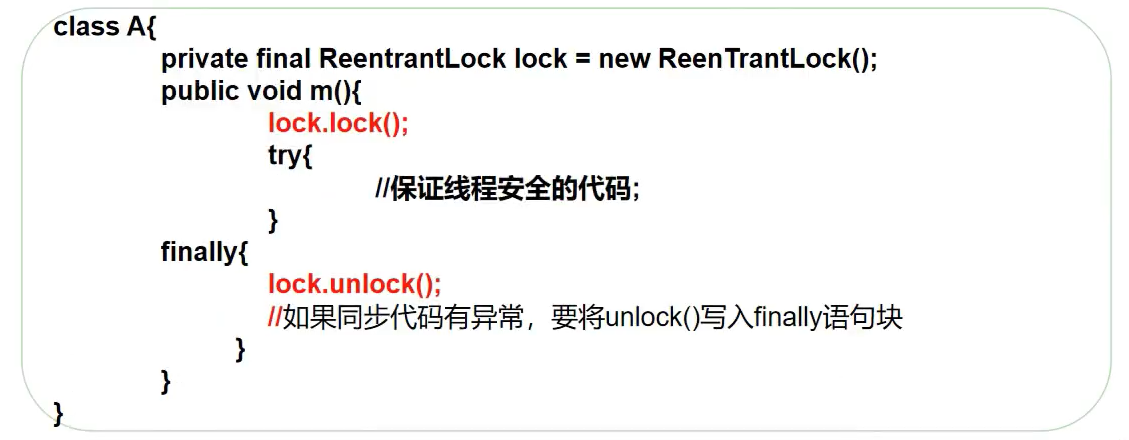 class A{
private final ReentrantLock lock = new ReenTrantLock();
public void m(){
lock.lock();
try{
//保证线程安全的代码;
}
finally{
lock.unlock();
//如果同步代码有异常，要将unlock()写入finally语句块
}
}
}